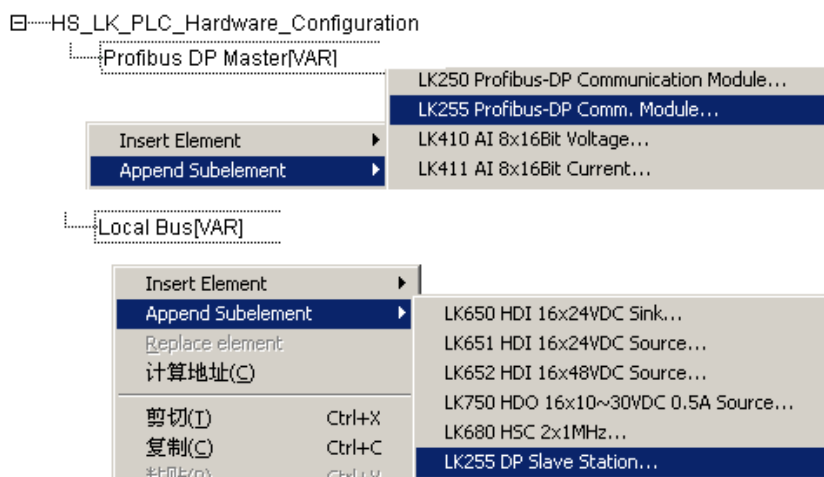 HS_LK_PLC_Hardware_Configuration
Profibus DP Master[VAR]
LK250 Profibus-DP Communication Module...
LK255 Profibus-DP Comm. Module...
Insert Element
LK410 AI 8x16Bit Voltage...
Append Subelement
LK411 AI 8x16Bit Current...
Local Bus[VAR]
Insert Element
Append Subelement
LK650 HDI 16x24VDC Sink...
Replace element
LK651 HDI 16x24VDC Source...
计算地址(C)
LK652 HDI 16x48VDC Source...
LK750 HDO 16x10~30VDC 0.5A Source...
剪切(T) Ctrl+X
LK680 HSC 2x1MHz...
复制(C) Ctrl+C
LK255 DP Slave Station...